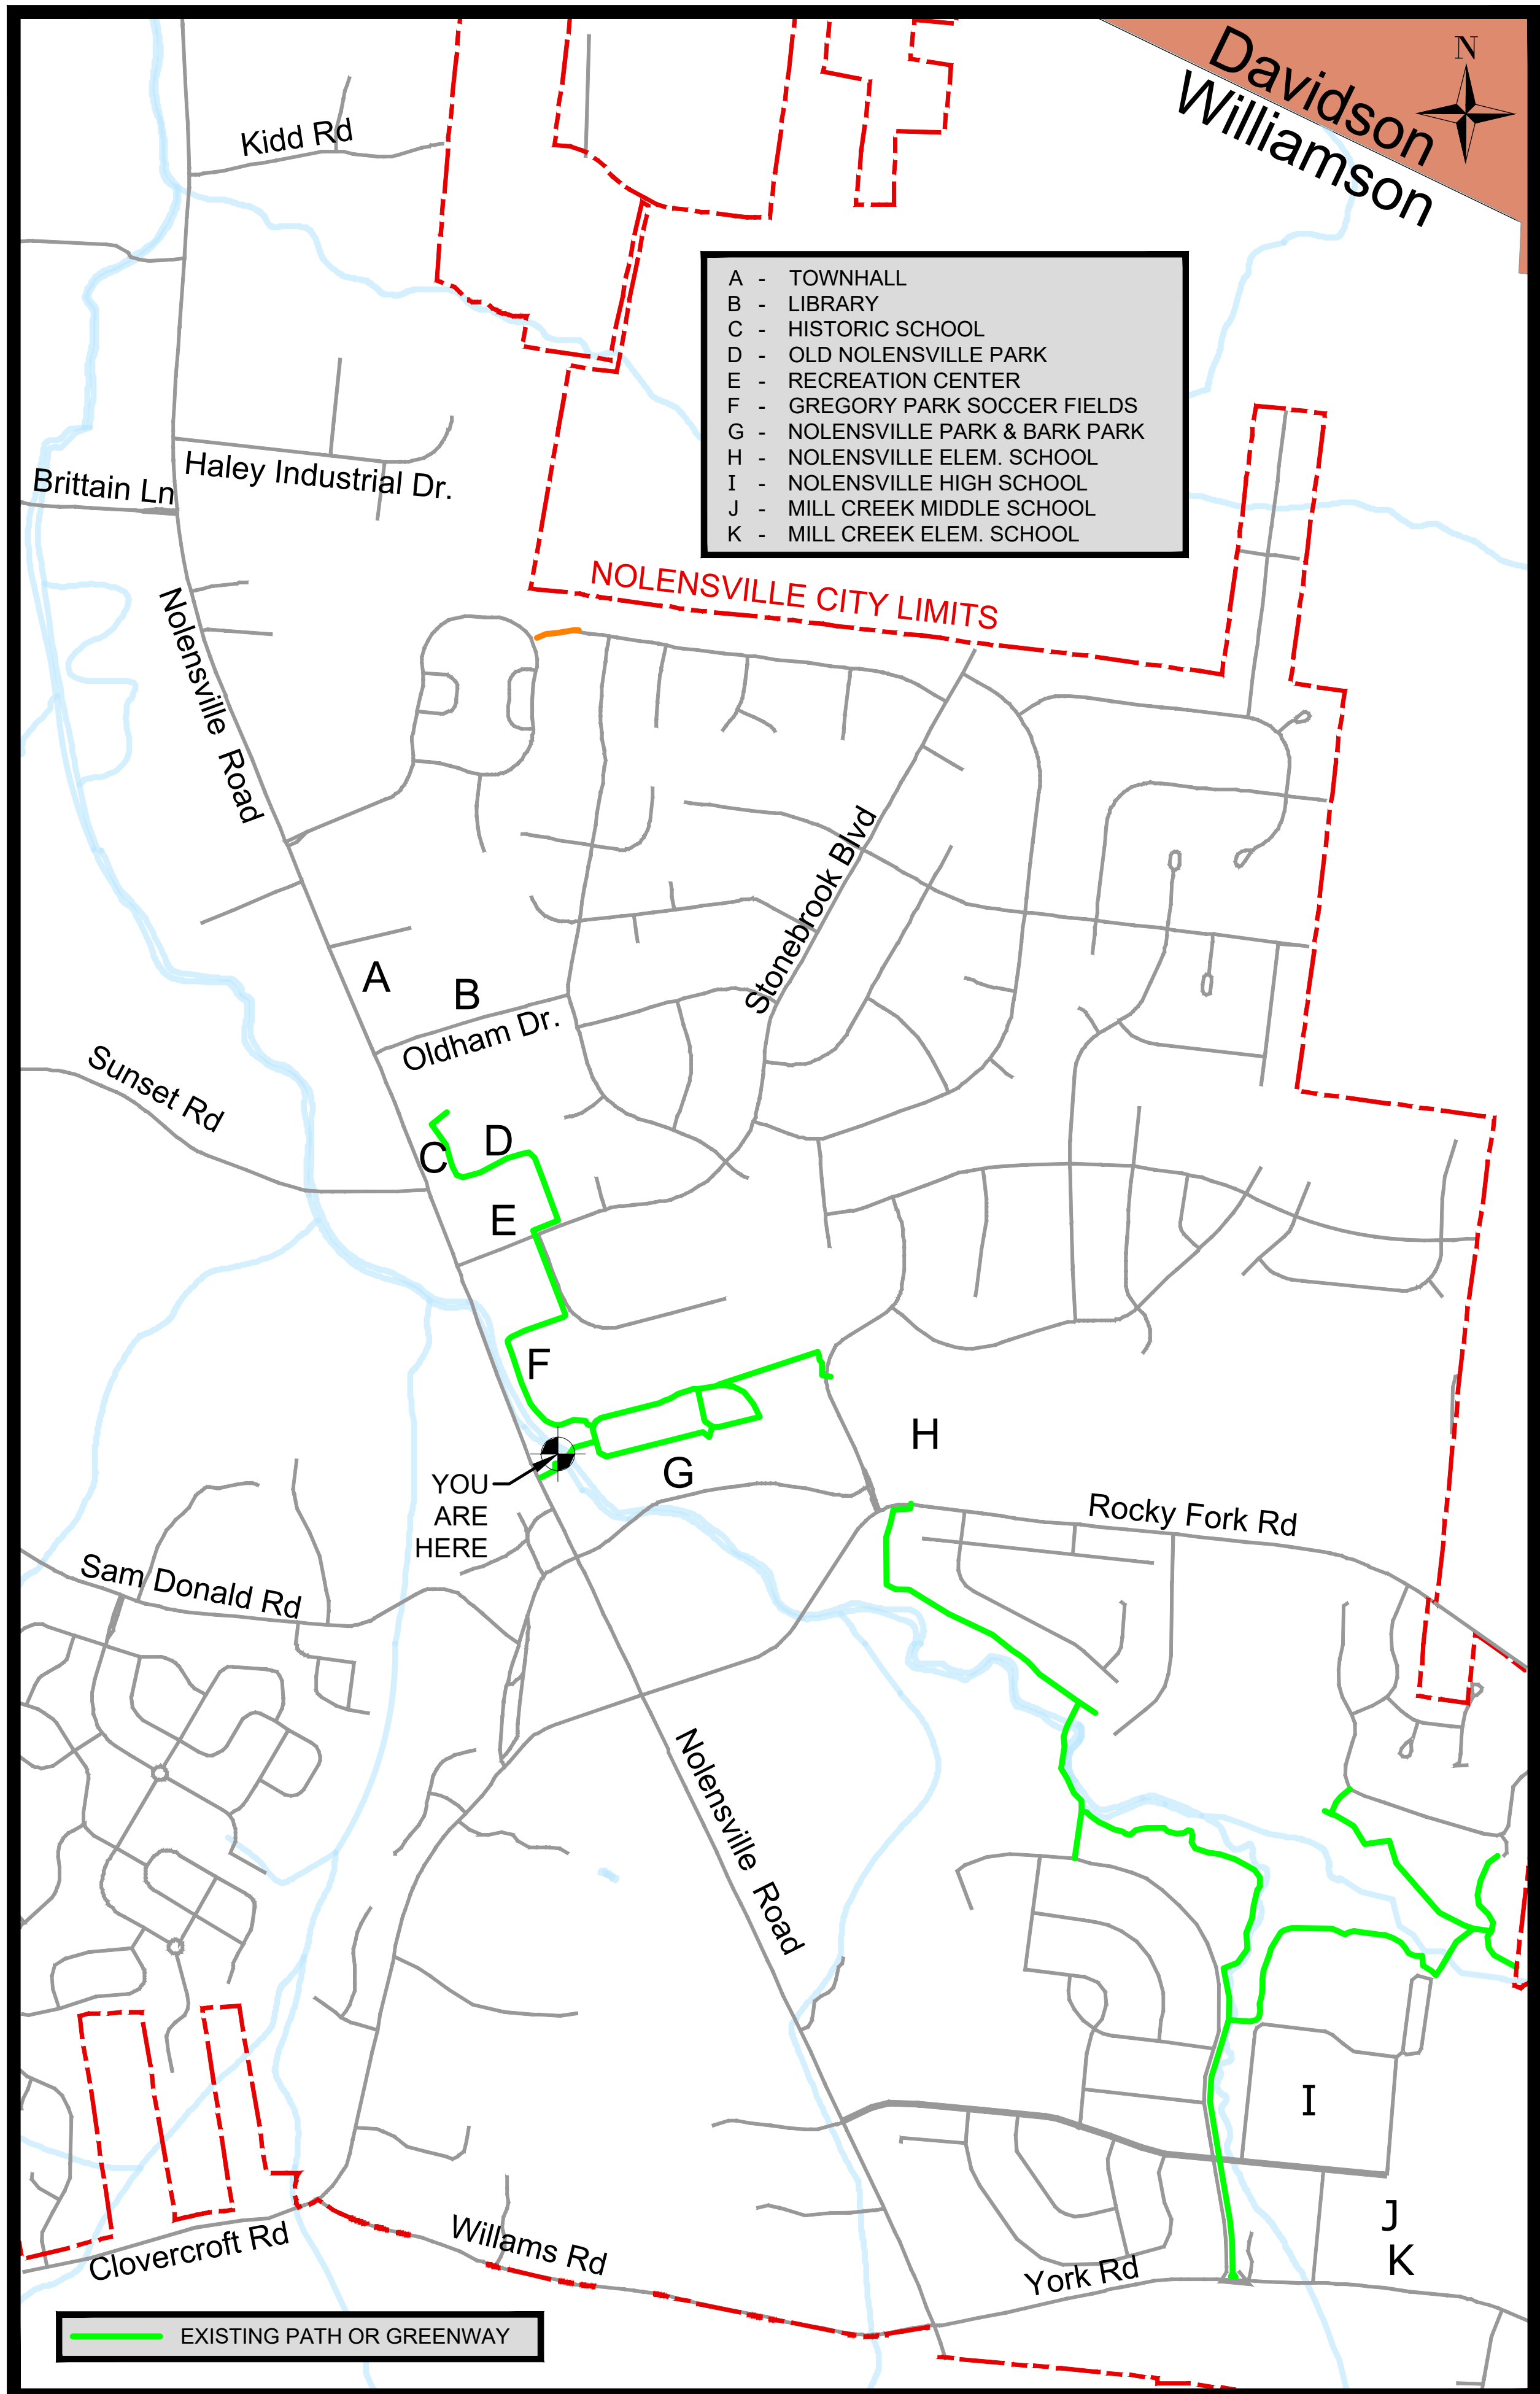 Davidson
Williamson
N
Kidd Rd
A - TOWNHALL
B - LIBRARY
C - HISTORIC SCHOOL
D - OLD NOLENSVILLE PARK
E - RECREATION CENTER
F - GREGORY PARK SOCCER FIELDS
G - NOLENSVILLE PARK & BARK PARK
H - NOLENSVILLE ELEM. SCHOOL
I - NOLENSVILLE HIGH SCHOOL
J - MILL CREEK MIDDLE SCHOOL
K - MILL CREEK ELEM. SCHOOL
Haley Industrial Dr.
Brittain Ln
NOLENSVILLE CITY LIMITS
Nolensville Road
Stonebrook Blvd
A
B
Oldham Dr.
Sunset Rd
C
D
E
F
G
H
YOU
ARE
HERE
Rocky Fork Rd
Sam Donald Rd
Nolensville Road
I
J
K
Clovercroft Rd
Willams Rd
York Rd
EXISTING PATH OR GREENWAY